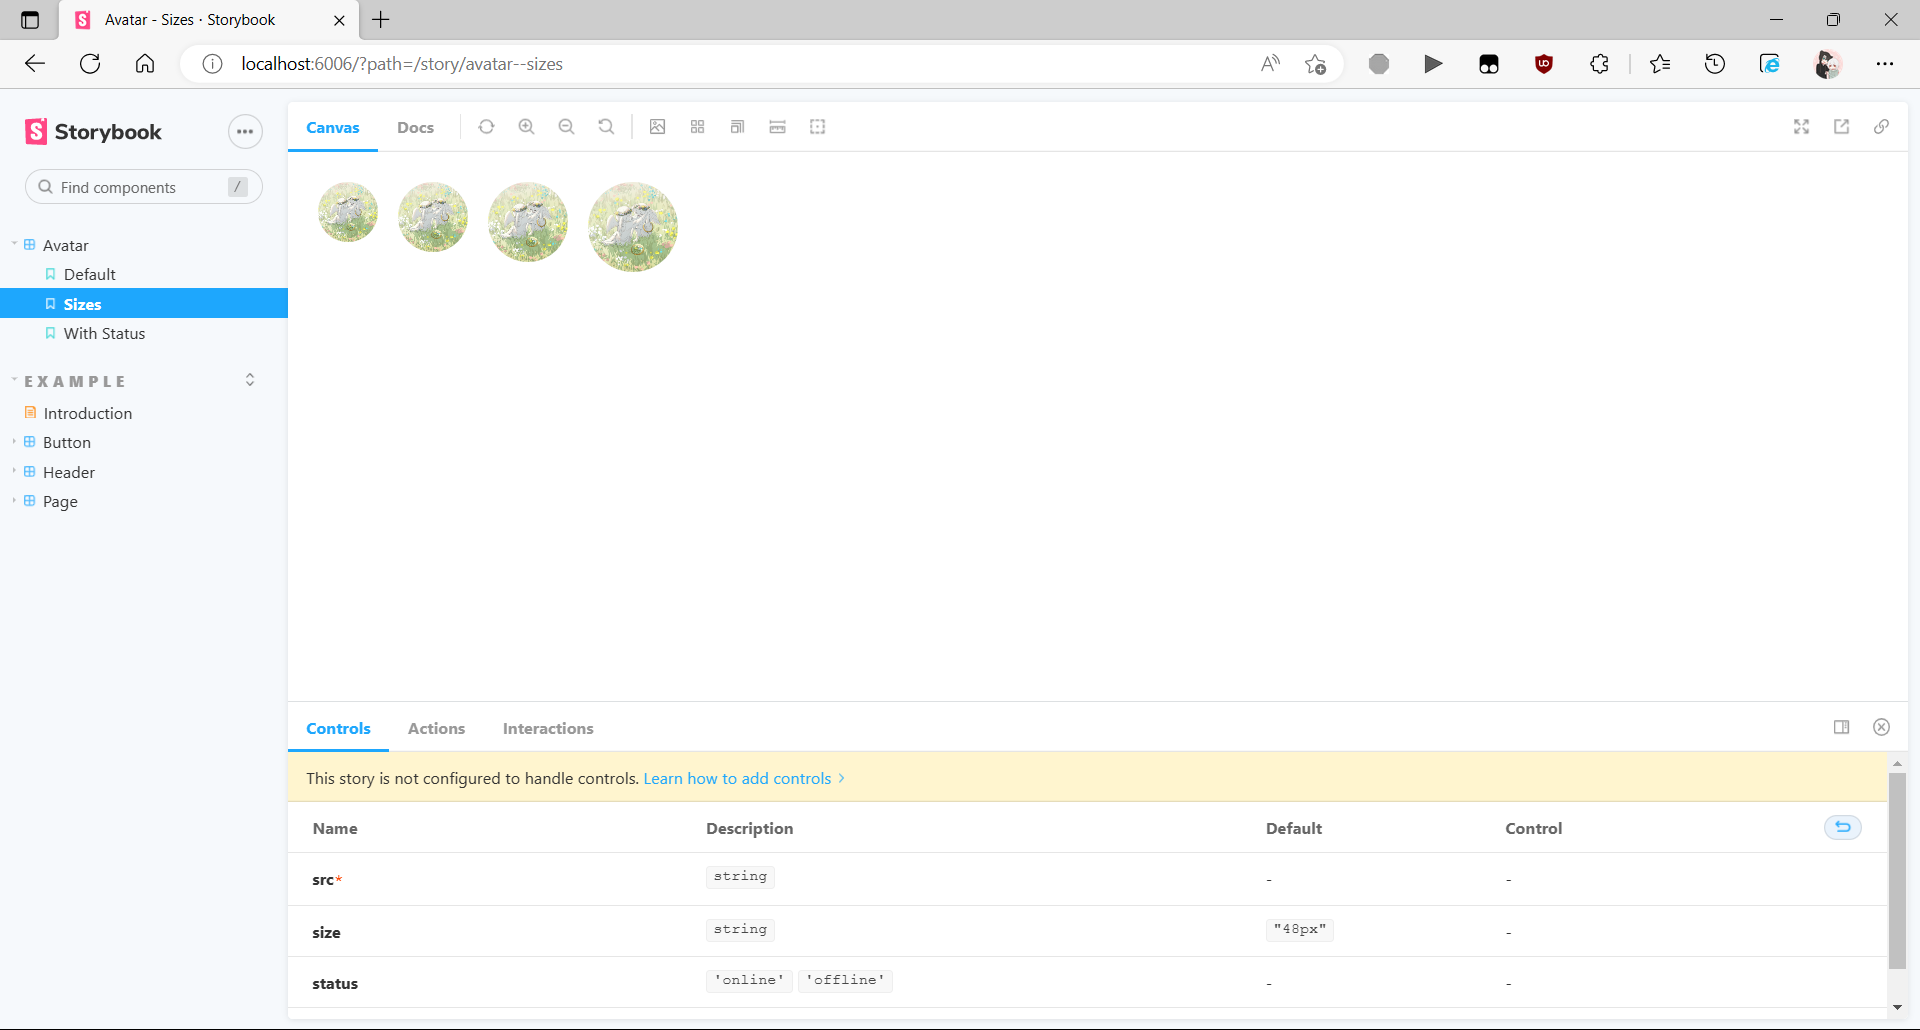 Avatar - Sizes · Storybook
localhost:6006/?path=/story/avatar--sizes
Storybook
Find components /
Avatar
Default
Sizes
With Status
EXAMPLE
Introduction
Button
Header
Page
Canvas Docs
Controls Actions Interactions
This story is not configured to handle controls. Learn how to add controls
Name Description Default Control
src* string - -
size string "48px" -
status 'online' 'offline' - -